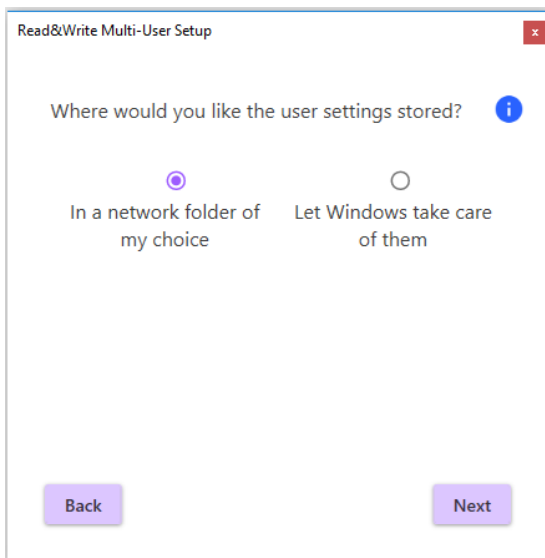 Read&Write Multi-User Setup
x
Where would you like the user settings stored?
i
In a network folder of
my choice
Let Windows take care
of them
Back
Next